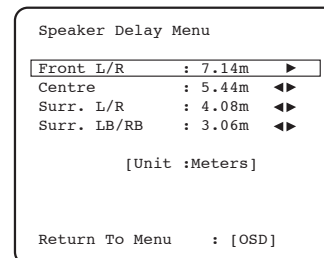 Speaker Delay Menu
Front L/R : 7.14m ►
Centre : 5.44m ◄►
Surr. L/R : 4.08m ◄►
Surr. LB/RB : 3.06m ◄►
[Unit :Meters]
Return To Menu : [OSD]